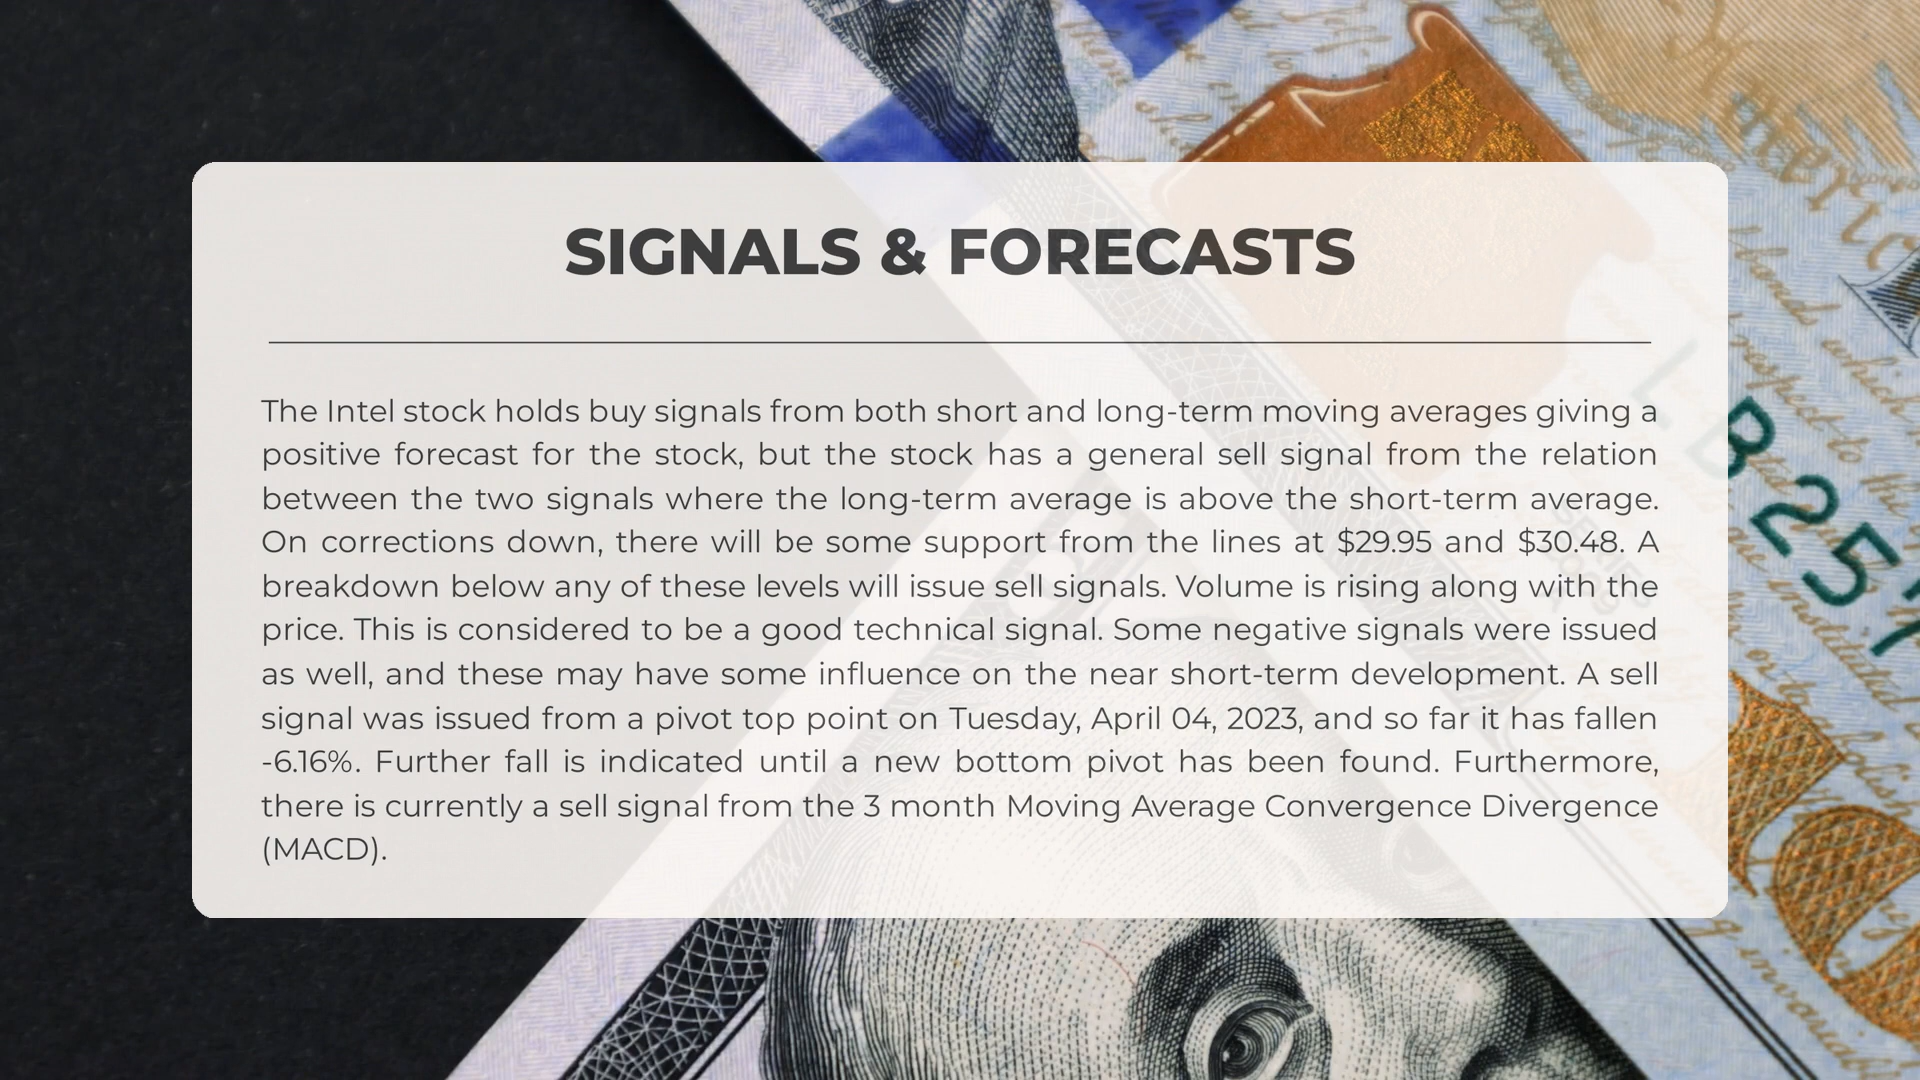 SIGNALS & FORECASTS
The Intel stock holds buy signals from both short and long-term moving averages giving a
positive forecast for the stock, but the stock has a general sell signal from the relation
between the two signals where the long-term average is above the short-term average.
On corrections down, there will be some support from the lines at $29.95 and $30.48. A
breakdown below any of these levels will issue sell signals. Volume is rising along with the
price. This is considered to be a good technical signal. Some negative signals were issued
as well, and these may have some influence on the near short-term development. A sell
signal was issued from a pivot top point on Tuesday, April 04, 2023, and so far it has fallen
-6.16%. Further fall is indicated until a new bottom pivot has been found. Furthermore,
there is currently a sell signal from the 3 month Moving Average Convergence Divergence
(MACD).
LB257